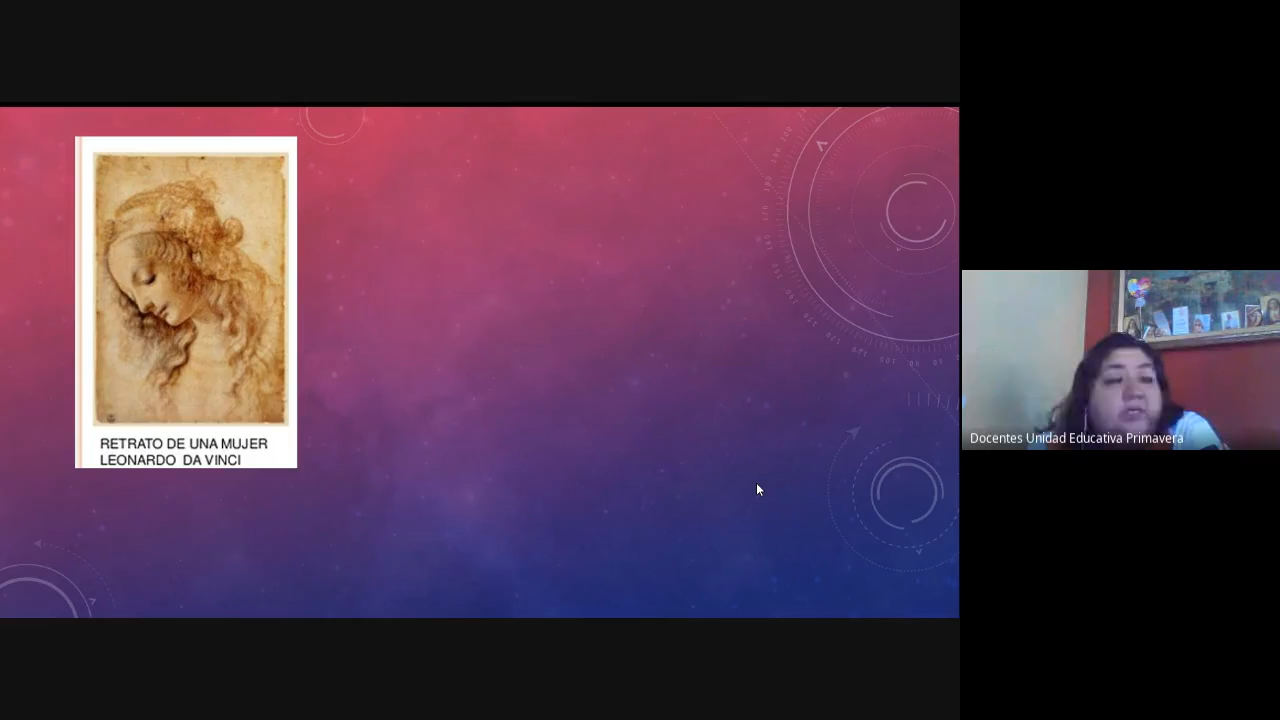 RETRATO DE UNA MUJER
LEONARDO DA VINCI
Docentes Unidad Educativa Primavera